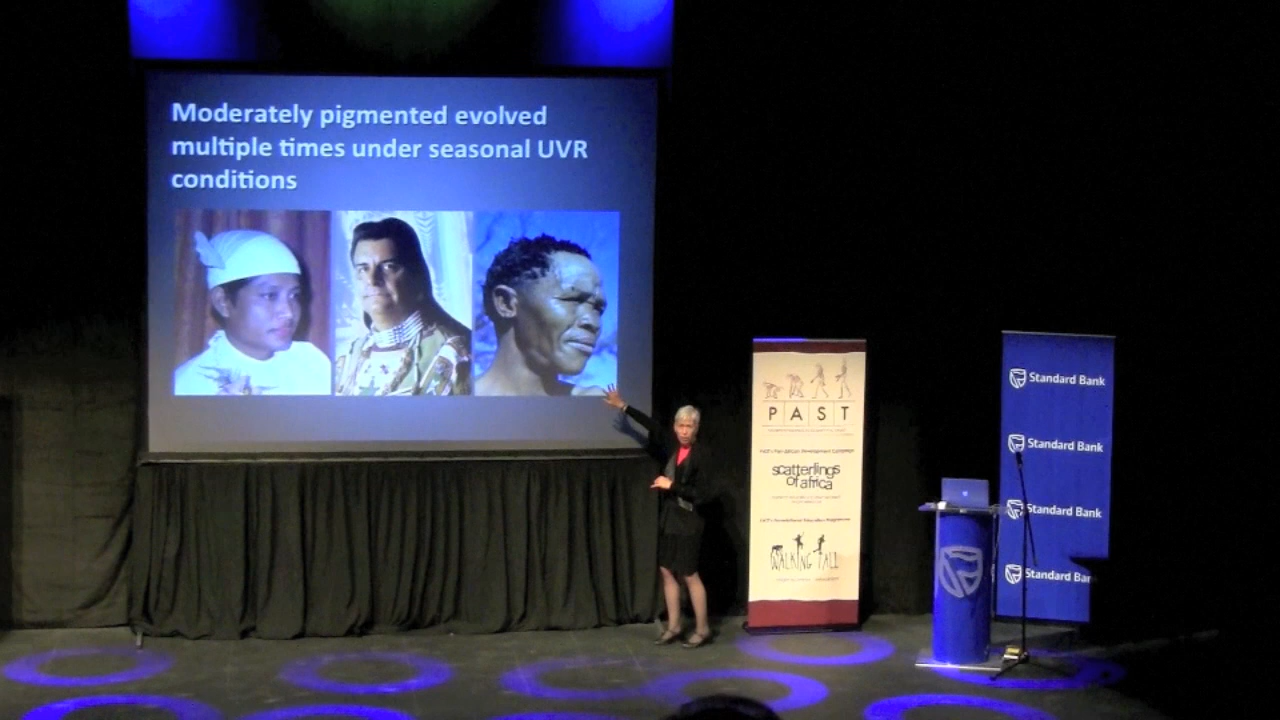 Moderately pigmented evolved
multiple times under seasonal UVR
conditions
PAST
scatterlings
of africa
WALKING TALL
Standard Bank
Standard Bank
Standard Bank
Standard Ban